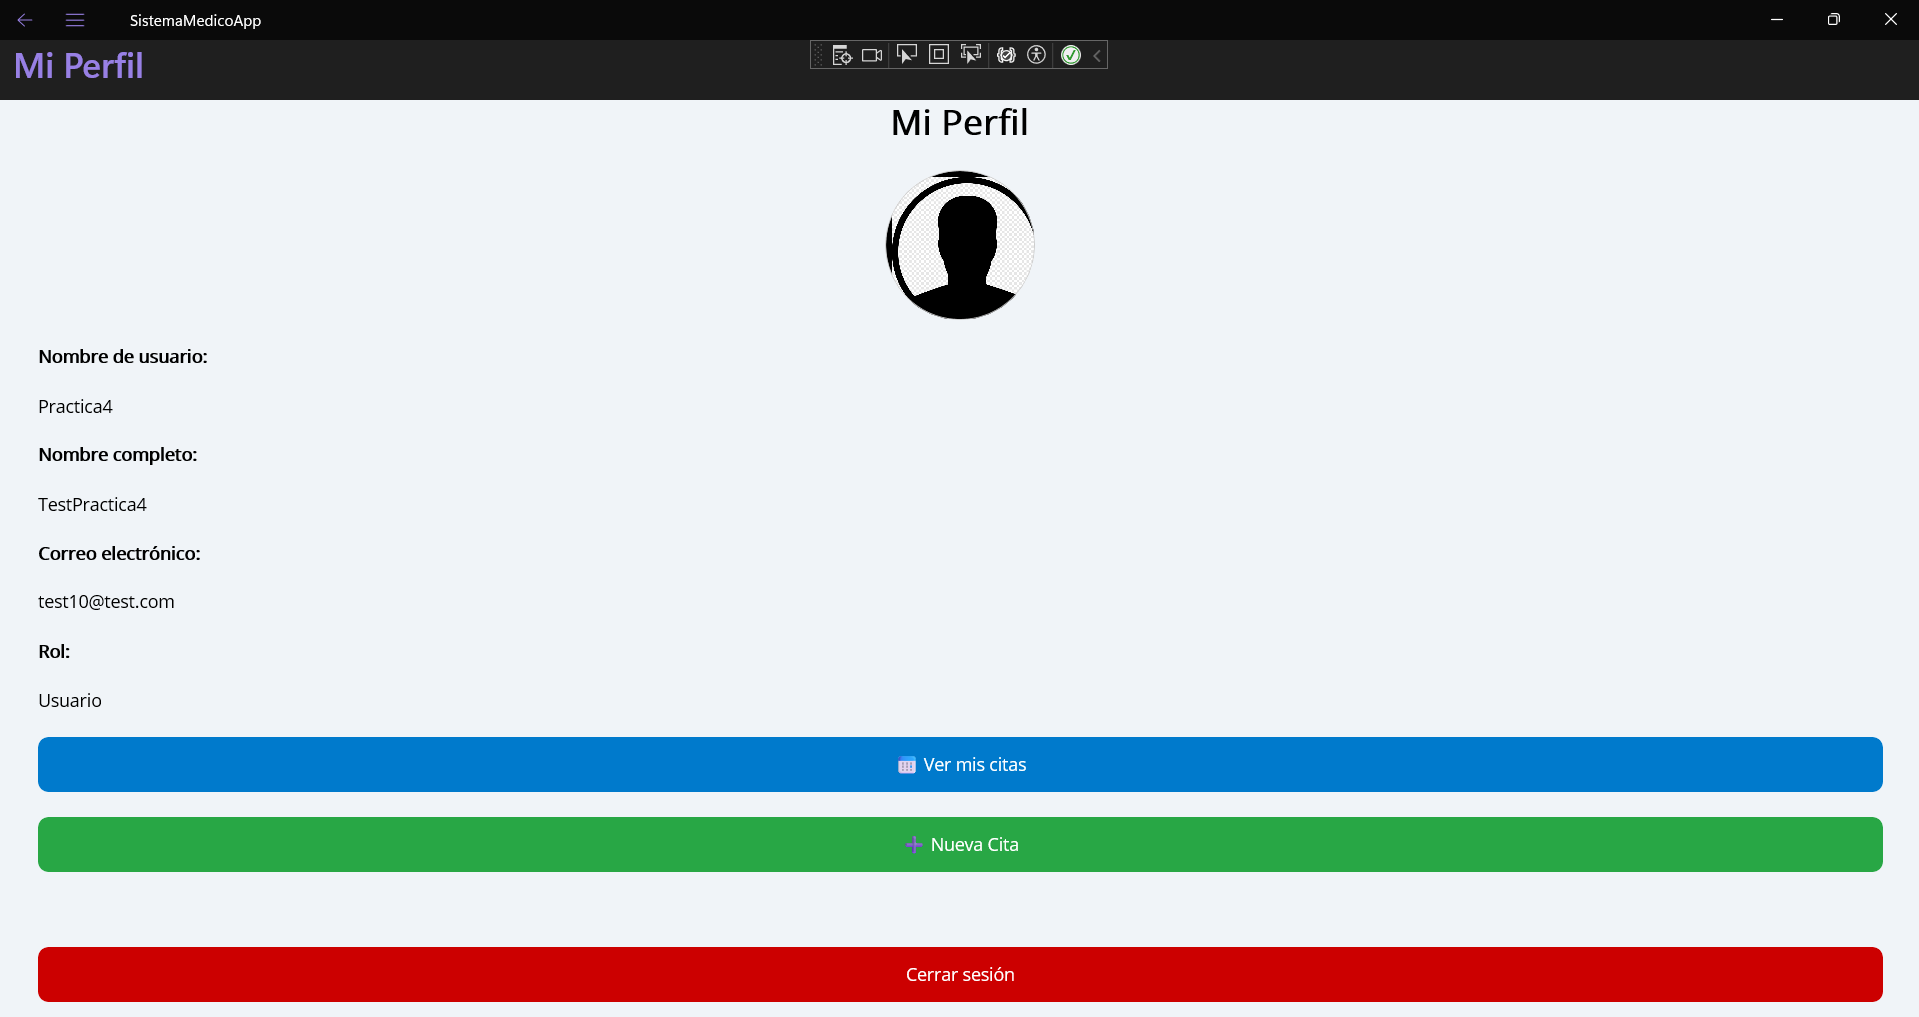 SistemaMedicoApp
Mi Perfil
Mi Perfil
Nombre de usuario:
Practica4
Nombre completo:
TestPractica4
Correo electrónico:
test10@test.com
Rol:
Usuario
Ver mis citas
Nueva Cita
Cerrar sesión